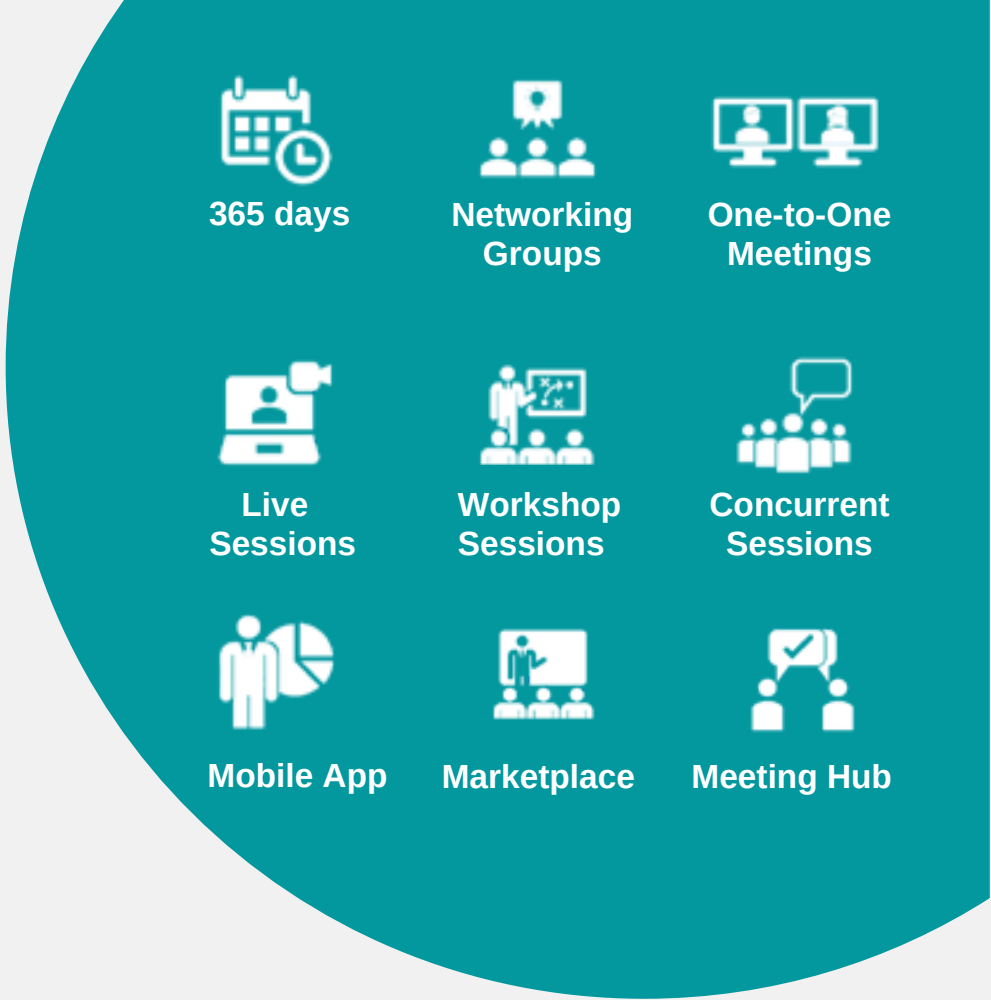 365 days
Networking
Groups
One-to-One
Meetings
Live
Sessions
Workshop
Sessions
Concurrent
Sessions
Mobile App
Marketplace
Meeting Hub